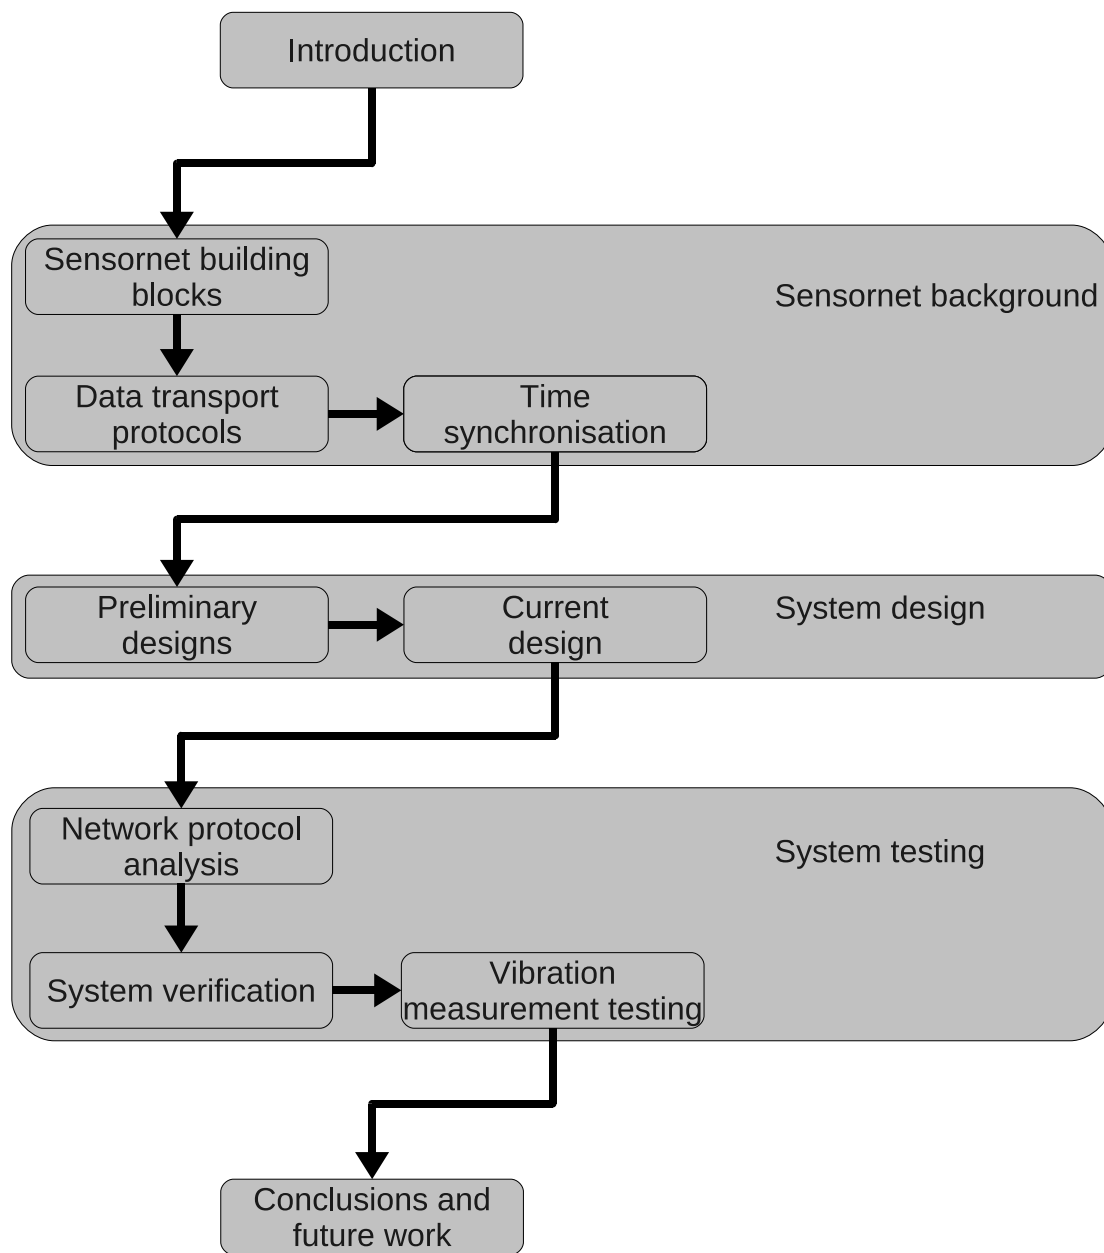 Introduction
Sensornet building
blocks
Sensornet background
Data transport
protocols
Time
synchronisation
Preliminary
designs
Current
design
System design
Network protocol
analysis
System testing
System verification
Vibration
measurement testing
Conclusions and
future work